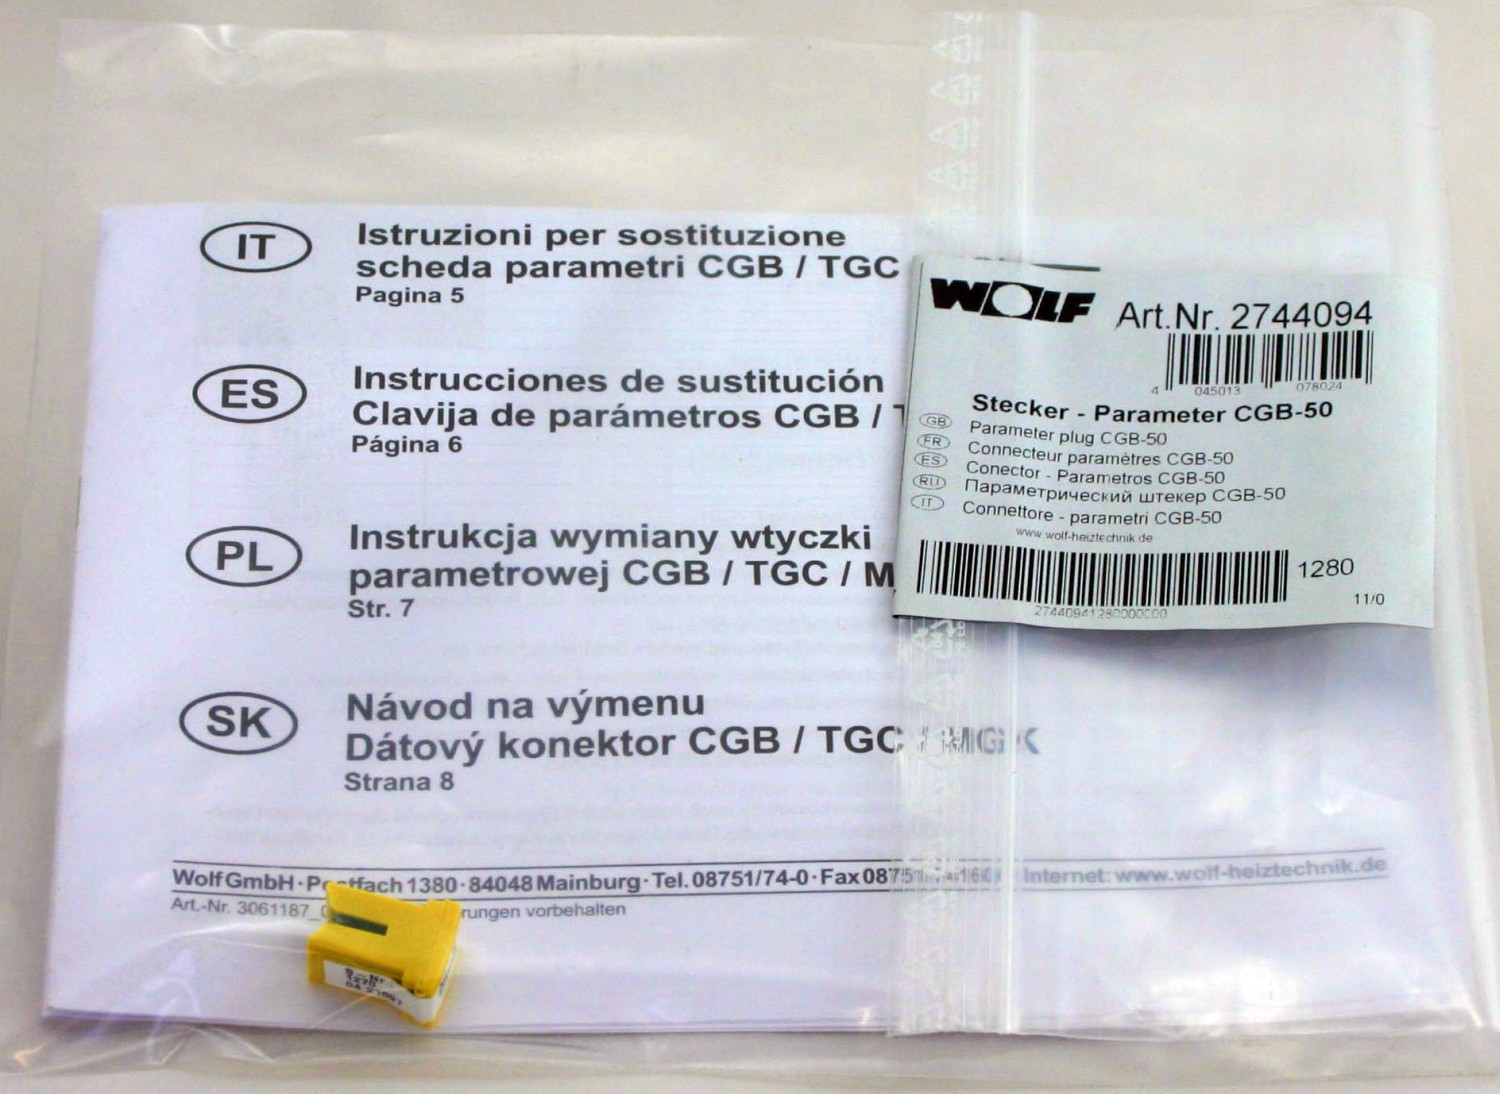 IT
Istruzioni per sostituzione
scheda parametri CGB / TGC
Pagina 5
ES
Instrucciones de sustitución
Clavija de parámetros CGB / T
Página 6
PL
Instrukcja wymiany wtyczki
parametrowej CGB / TGC / M
Str. 7
SK
Návod na výmenu
Dátový konektor CGB / TGC / MGK
Strana 8
Wolf GmbH · Postfach 1380 · 84048 Mainburg · Tel. 08751/74-0 · Fax 08751 Internet: www.wolf-heiztechnik.de
Art.-Nr. 3061187_ rungen vorbehalten
WOLF
Art.Nr. 2744094
4 045013 078024
Stecker - Parameter CGB-50
GB Parameter plug CGB-50
FR Connecteur paramètres CGB-50
ES Conector - Parametros CGB-50
RU Параметрический штекер CGB-50
IT Connettore - parametri CGB-50
www.wolf-heiztechnik.de
1280
27440941280000000
11/0